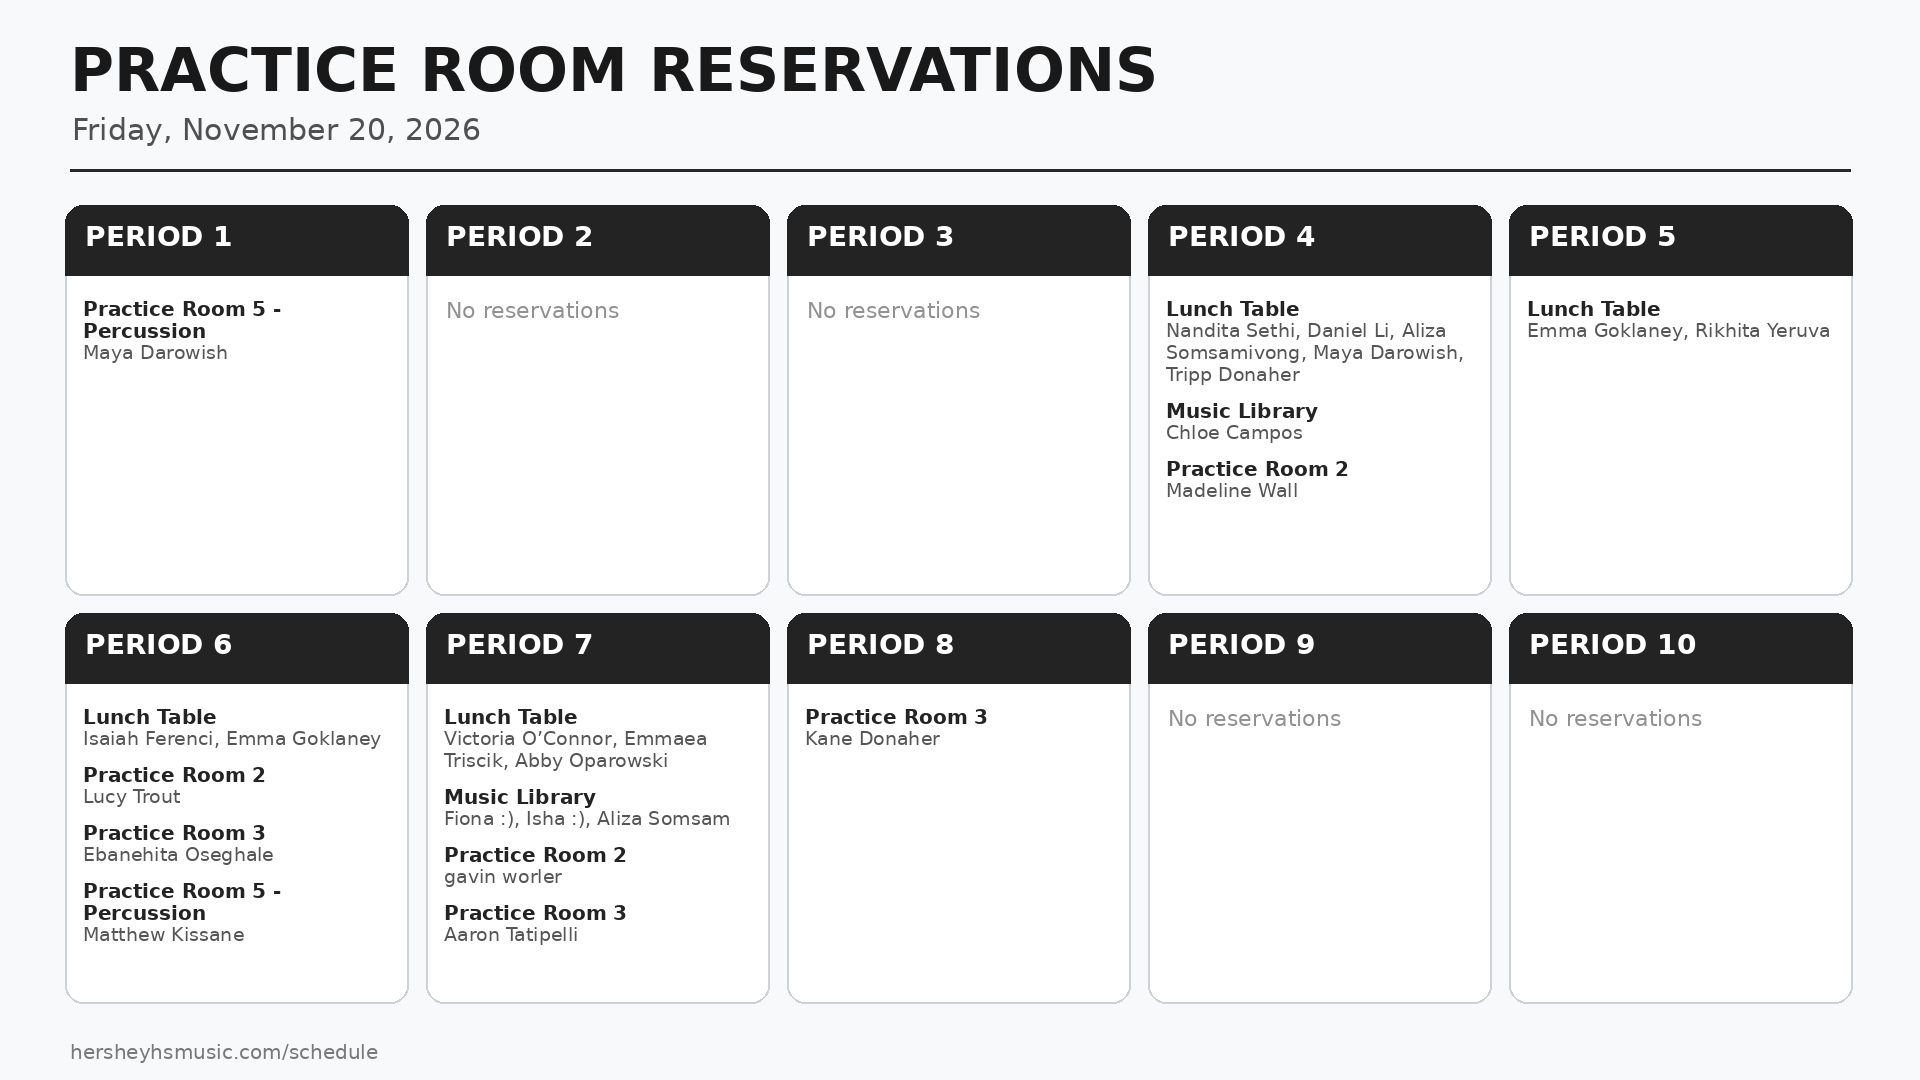 PRACTICE ROOM RESERVATIONS
Friday, November 20, 2026
PERIOD 1
Practice Room 5 -
Percussion
Maya Darowish
PERIOD 2
No reservations
PERIOD 3
No reservations
PERIOD 4
Lunch Table
Nandita Sethi, Daniel Li, Aliza
Somsamivong, Maya Darowish,
Tripp Donaher
Music Library
Chloe Campos
Practice Room 2
Madeline Wall
PERIOD 5
Lunch Table
Emma Goklaney, Rikhita Yeruva
PERIOD 6
Lunch Table
Isaiah Ferenci, Emma Goklaney
Practice Room 2
Lucy Trout
Practice Room 3
Ebanehita Oseghale
Practice Room 5 -
Percussion
Matthew Kissane
PERIOD 7
Lunch Table
Victoria O’Connor, Emmaea
Triscik, Abby Oparowski
Music Library
Fiona :), Isha :), Aliza Somsam
Practice Room 2
gavin worler
Practice Room 3
Aaron Tatipelli
PERIOD 8
Practice Room 3
Kane Donaher
PERIOD 9
No reservations
PERIOD 10
No reservations
hersheyhsmusic.com/schedule